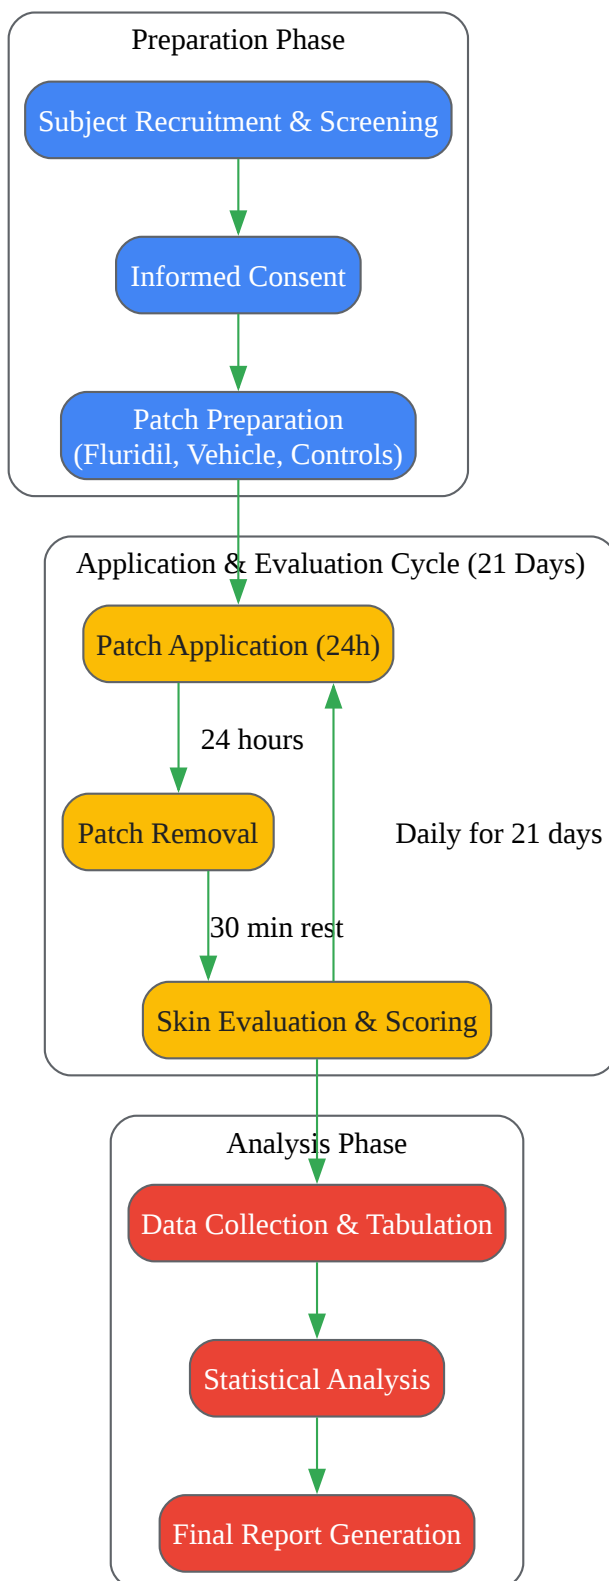 Preparation Phase
Subject Recruitment & Screening
Informed Consent
Patch Preparation
(Fluridil, Vehicle, Controls)
Application & Evaluation Cycle (21 Days)
Patch Application (24h)
24 hours
Patch Removal
Daily for 21 days
30 min rest
Skin Evaluation & Scoring
Analysis Phase
Data Collection & Tabulation
Statistical Analysis
Final Report Generation